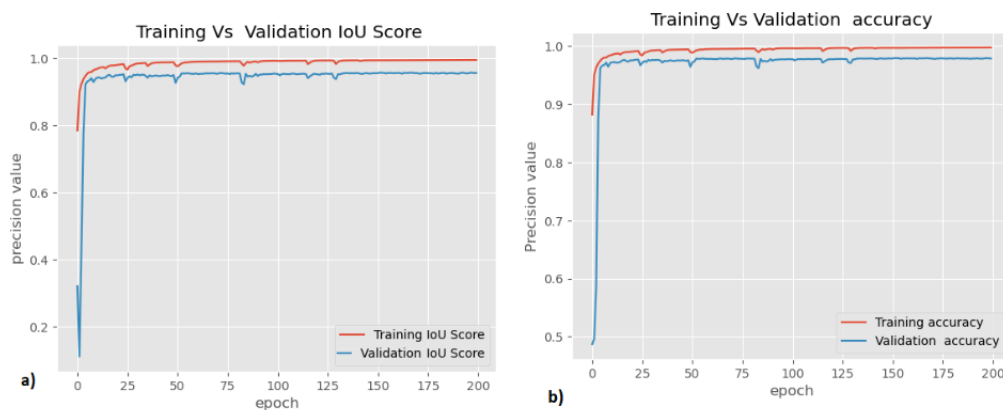 Training Vs  Validation IoU Score
precision value
1.0
0.8
0.6
0.4
0.2
0 25 50 75 100 125 150 175 200
epoch
Training IoU Score
Validation IoU Score
a)
Training Vs Validation  accuracy
Precision value
1.0
0.9
0.8
0.7
0.6
0.5
0 25 50 75 100 125 150 175 200
epoch
Training accuracy
Validation  accuracy
b)